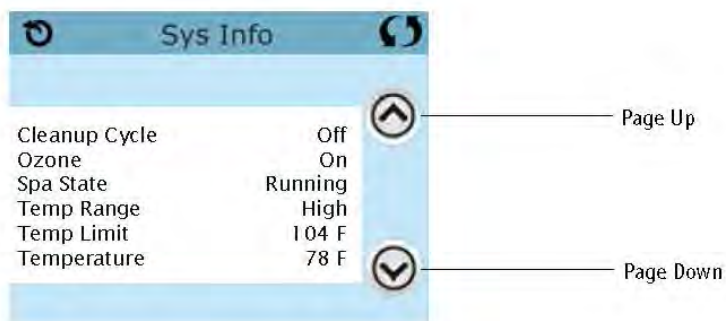 Sys Info
Cleanup Cycle Off
Ozone On
Spa State Running
Temp Range High
Temp Limit 104 F
Temperature 78 F
Page Up
Page Down